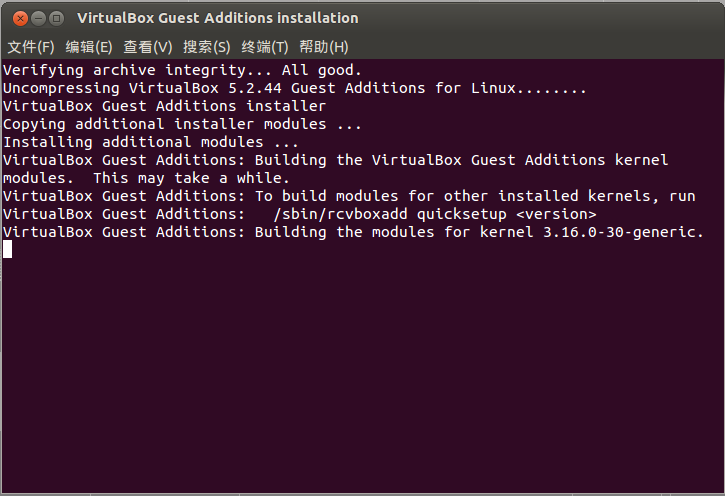 VirtualBox Guest Additions installation
文件(F) 编辑(E) 查看(V) 搜索(S) 终端(T) 帮助(H)
Verifying archive integrity... All good.
Uncompressing VirtualBox 5.2.44 Guest Additions for Linux........
VirtualBox Guest Additions installer
Copying additional installer modules ...
Installing additional modules ...
VirtualBox Guest Additions: Building the VirtualBox Guest Additions kernel
modules.  This may take a while.
VirtualBox Guest Additions: To build modules for other installed kernels, run
VirtualBox Guest Additions:   /sbin/rcvboxadd quicksetup <version>
VirtualBox Guest Additions: Building the modules for kernel 3.16.0-30-generic.